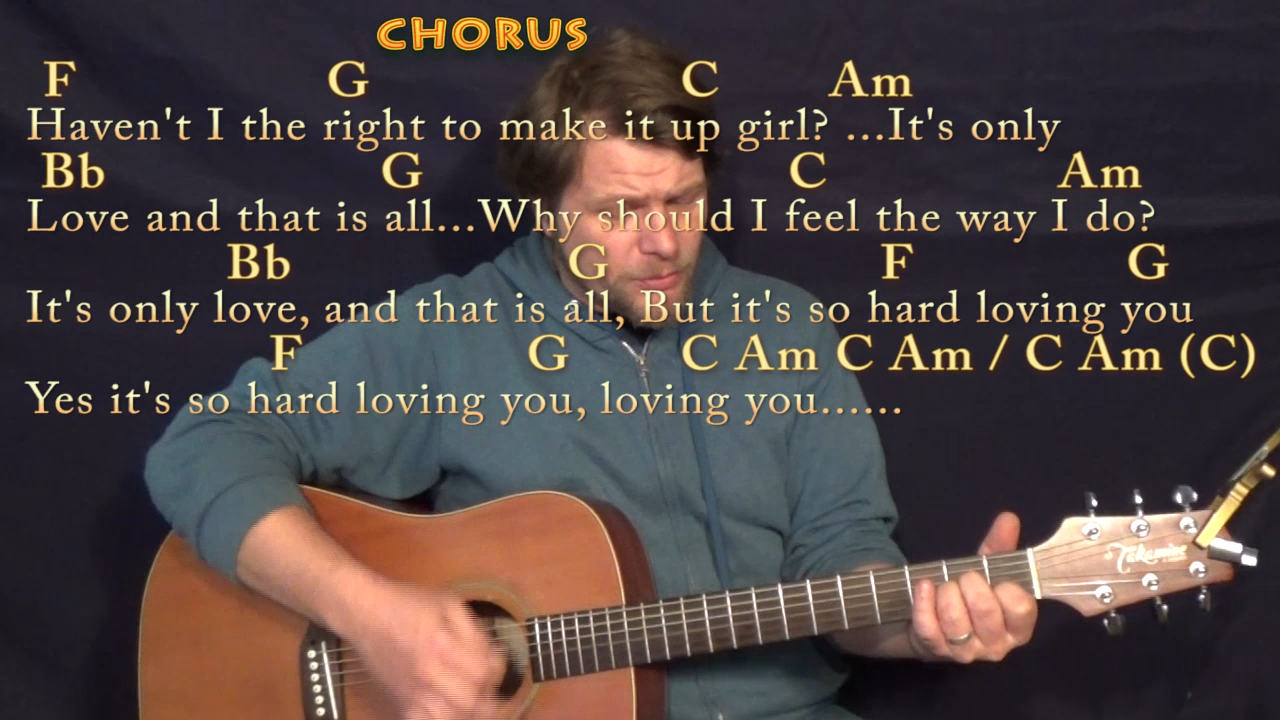 CHORUS
F G C Am
Haven't I the right to make it up girl? ...It's only
Bb G C Am
Love and that is all...Why should I feel the way I do?
Bb G F G
It's only love, and that is all, But it's so hard loving you
F G C Am C Am / C Am (C)
Yes it's so hard loving you, loving you......
Takamine